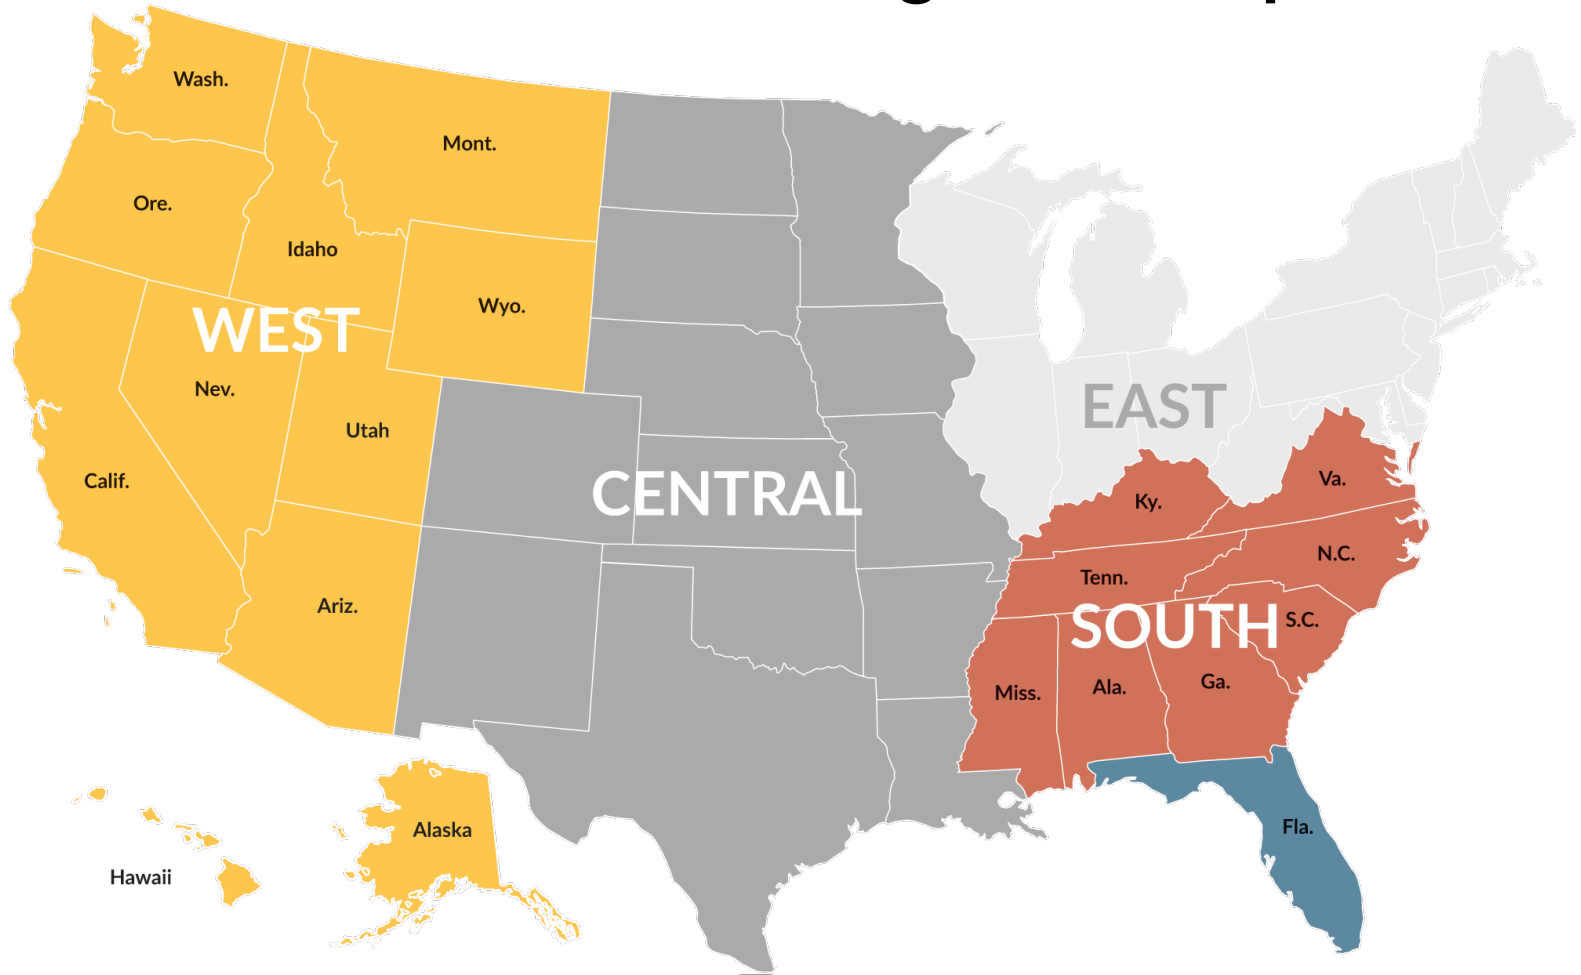 Wash.
Mont.
Ore.
Idaho
Wyo.
WEST
Nev.
EAST
Utah
Calif.
CENTRAL
Va.
Ky.
N.C.
Tenn.
Ariz.
SOUTH
S.C.
Miss.
Ala.
Ga.
Alaska
Fla.
Hawaii